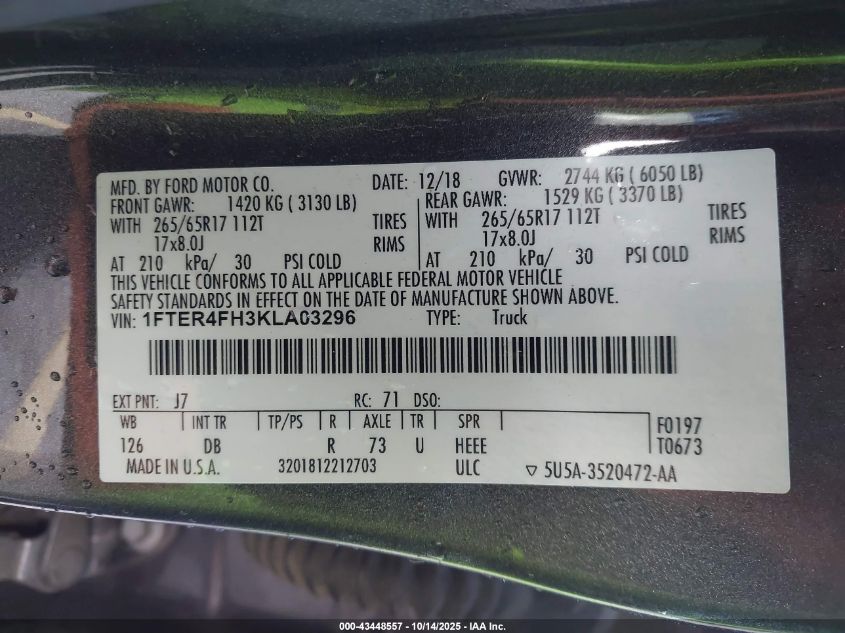 MFD. BY FORD MOTOR CO. DATE: 12/18 GVWR: 2744 KG ( 6050 LB)
FRONT GAWR: 1420 KG ( 3130 LB) REAR GAWR: 1529 KG ( 3370 LB)
WITH 265/65R17 112T TIRES WITH 265/65R17 112T TIRES
17x8.0J RIMS 17x8.0J RIMS
AT 210 kPa/ 30 PSI COLD AT 210 kPa/ 30 PSI COLD
THIS VEHICLE CONFORMS TO ALL APPLICABLE FEDERAL MOTOR VEHICLE
SAFETY STANDARDS IN EFFECT ON THE DATE OF MANUFACTURE SHOWN ABOVE.
VIN: 1FTER4FH3KLA03296 TYPE: Truck
EXT PNT: J7 RC: 71 DSO:
WB INT TR TP/PS R AXLE TR SPR F0197
126 DB R 73 U HEEE T0673
MADE IN U.S.A. 3201812212703 ULC ▽ 5U5A-3520472-AA
000-43448557 - 10/14/2025 - IAA Inc.